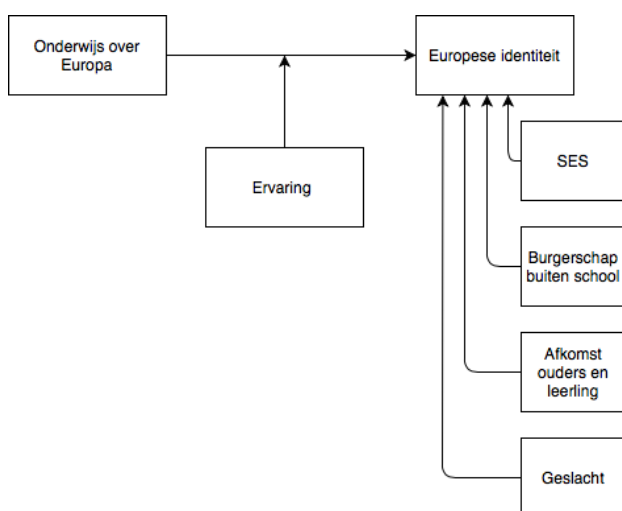 Onderwijs over
Europa
Europese identiteit
Ervaring
SES
Burgerschap
buiten school
Afkomst
ouders en
leerling
Geslacht